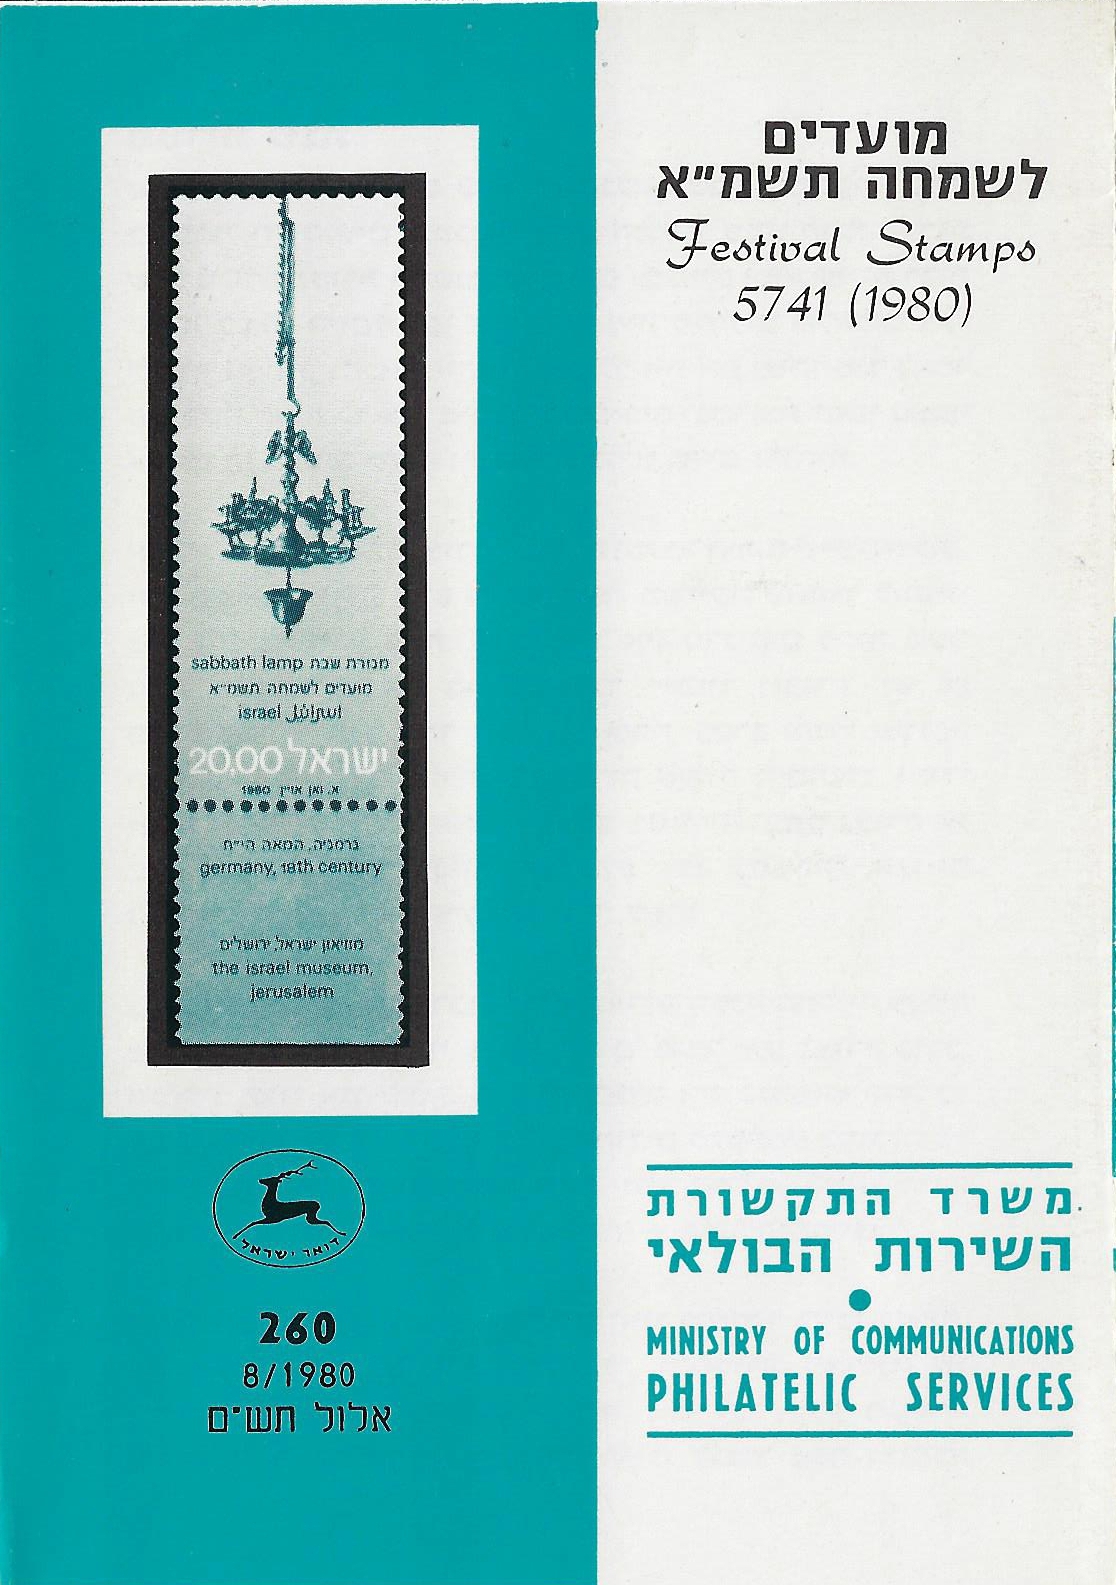 מועדים
לשמחה תשמ"א
Festival Stamps
5741 (1980)
sabbath lamp מנורת שבת
מועדים לשמחה תשמ"א
israel اسرائيل
20,00 ישראל
1980 א. ואן אויין
גרמניה, המאה הי"ח
germany, 18th century
מוזיאון ישראל, ירושלים
the israel museum,
jerusalem
דואר ישראל
260
8/1980
אלול תש"ם
משרד התקשורת
השירות הבולאי
MINISTRY OF COMMUNICATIONS
PHILATELIC SERVICES